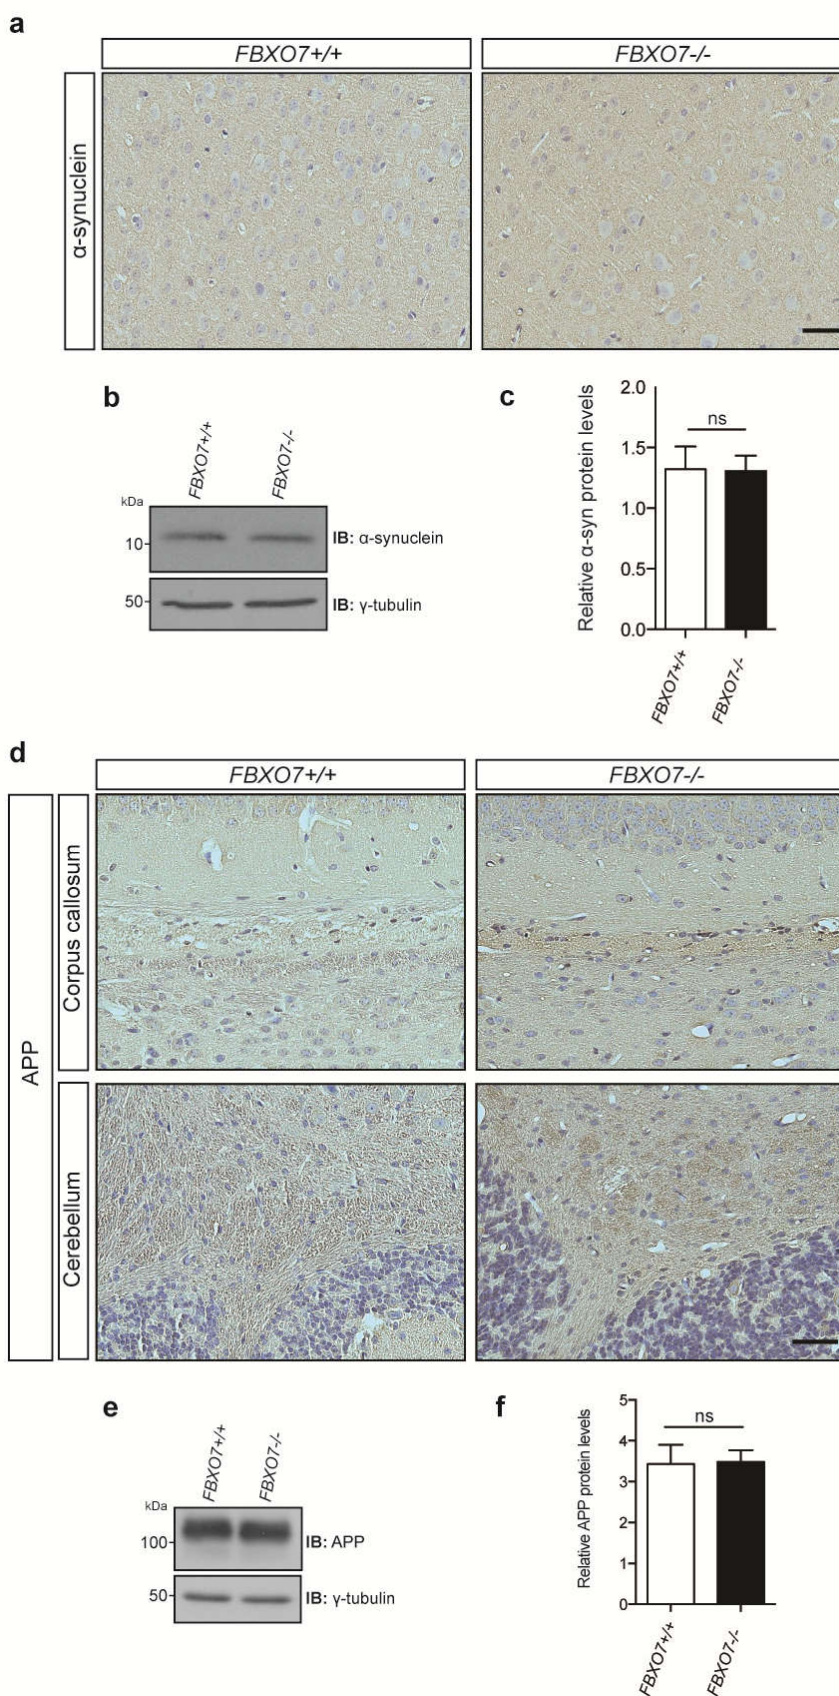 a
FBXO7+/+
FBXO7-/-
α-synuclein
b
FBXO7+/+
FBXO7-/-
kDa
10
IB: α-synuclein
50
IB: γ-tubulin
c
2.0
1.5
1.0
0.5
0.0
Relative α-syn protein levels
ns
FBXO7+/+
FBXO7-/-
d
FBXO7+/+
FBXO7-/-
APP
Corpus callosum
Cerebellum
e
FBXO7+/+
FBXO7-/-
kDa
100
IB: APP
50
IB: γ-tubulin
f
5
4
3
2
1
0
Relative APP protein levels
ns
FBXO7+/+
FBXO7-/-